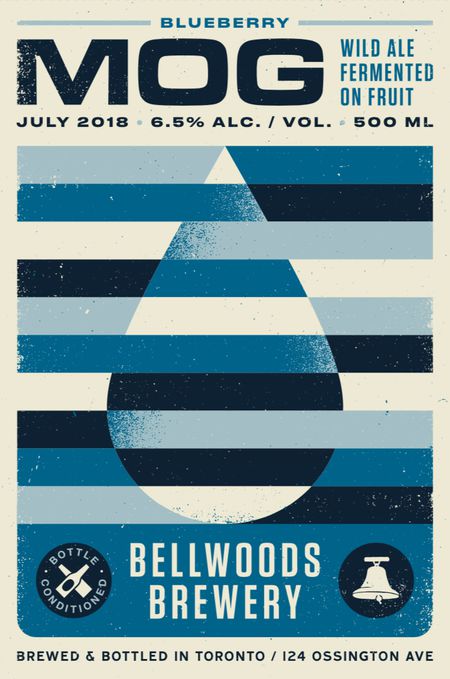 BLUEBERRY
MOG
WILD ALE
FERMENTED
ON FRUIT
JULY 2018 • 6.5% ALC. / VOL. • 500 ML
BOTTLE
CONDITIONED
BELLWOODS
BREWERY
BREWED & BOTTLED IN TORONTO / 124 OSSINGTON AVE